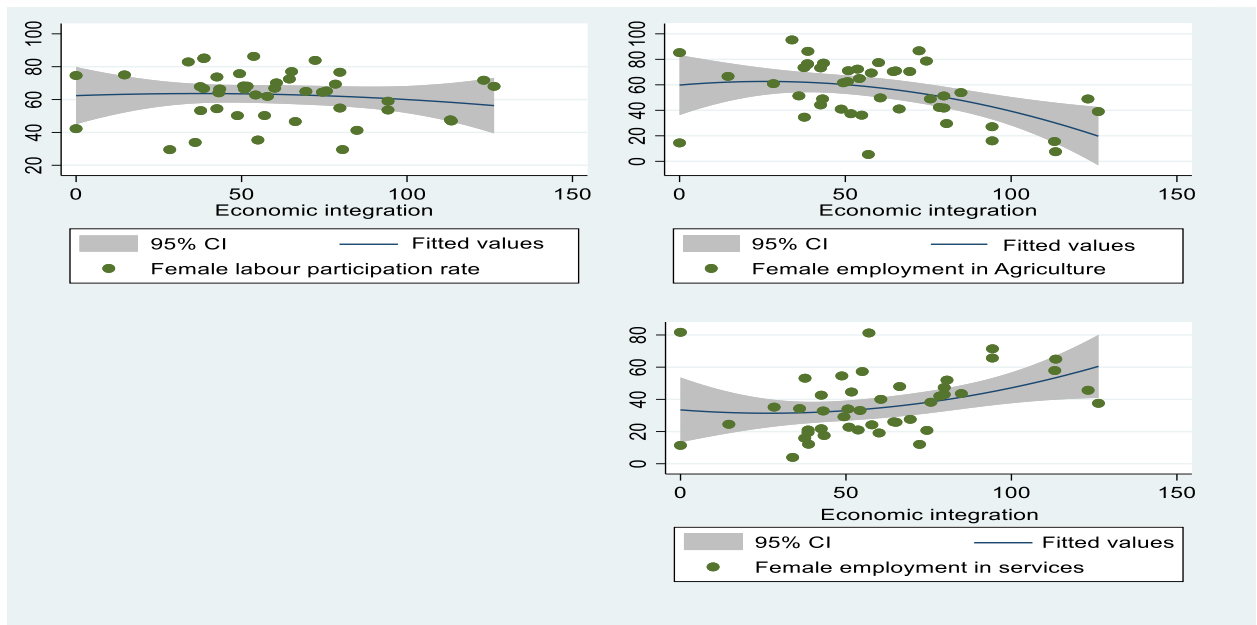 100
80
60
40
20
0 50 100 150
Economic integration
95% CI Fitted values
Female labour participation rate
100
80
60
40
20
0
0 50 100 150
Economic integration
95% CI Fitted values
Female employment in Agriculture
80
60
40
20
0
0 50 100 150
Economic integration
95% CI Fitted values
Female employment in services